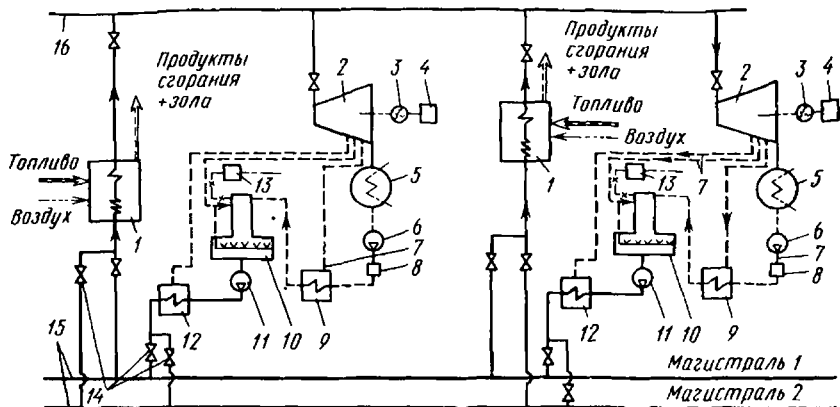 16
Продукты
сгорания
+зола
2
3
4
Топливо
Воздух
1
13
5
6
7
8
12
11
10
9
15
14
Продукты
сгорания
+зола
2
3
4
Топливо
Воздух
1
7
13
5
6
7
8
12
11
10
9
Магистраль 1
Магистраль 2